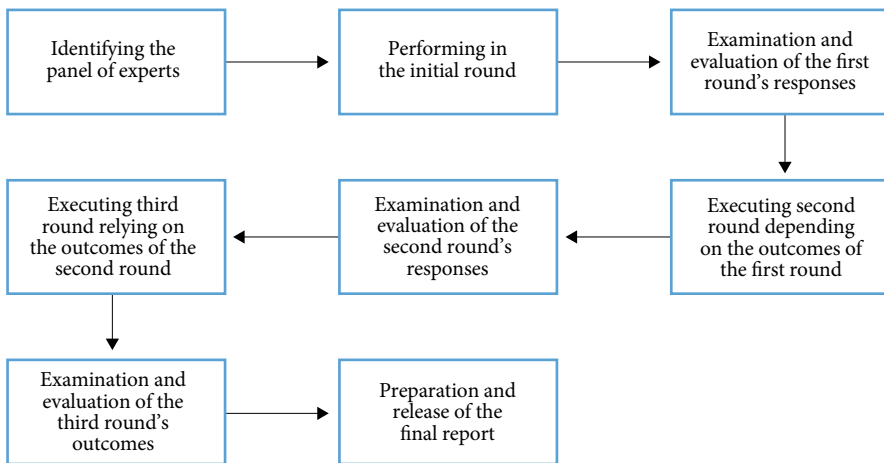 Identifying the
panel of experts
Performing in
the initial round
Examination and
evaluation of the first
round's responses
Executing second
round depending
on the outcomes of
the first round
Examination and
evaluation of the
second round's
responses
Executing third
round relying on
the outcomes of the
second round
Examination and
evaluation of the
third round's
outcomes
Preparation and
release of the
final report